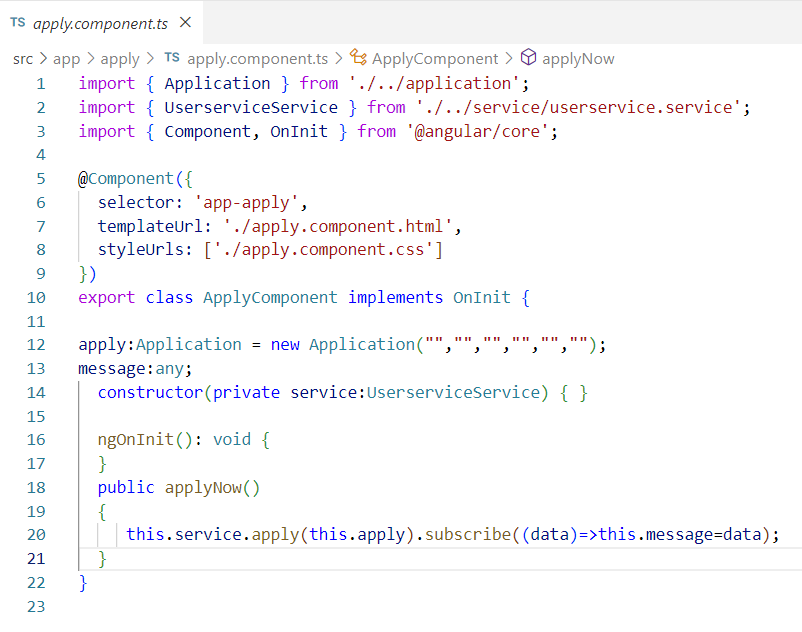 TS apply.component.ts ×
src > app > apply > TS apply.component.ts > ApplyComponent > applyNow
1 import { Application } from './../application';
2 import { UserserviceService } from './../service/userservice.service';
3 import { Component, OnInit } from '@angular/core';
4
5 @Component({
6   selector: 'app-apply',
7   templateUrl: './apply.component.html',
8   styleUrls: ['./apply.component.css']
9 })
10 export class ApplyComponent implements OnInit {
11
12 apply:Application = new Application("","","","","","");
13 message:any;
14   constructor(private service:UserserviceService) { }
15
16   ngOnInit(): void {
17   }
18   public applyNow()
19   {
20      this.service.apply(this.apply).subscribe((data)=>this.message=data);
21   }
22 }
23